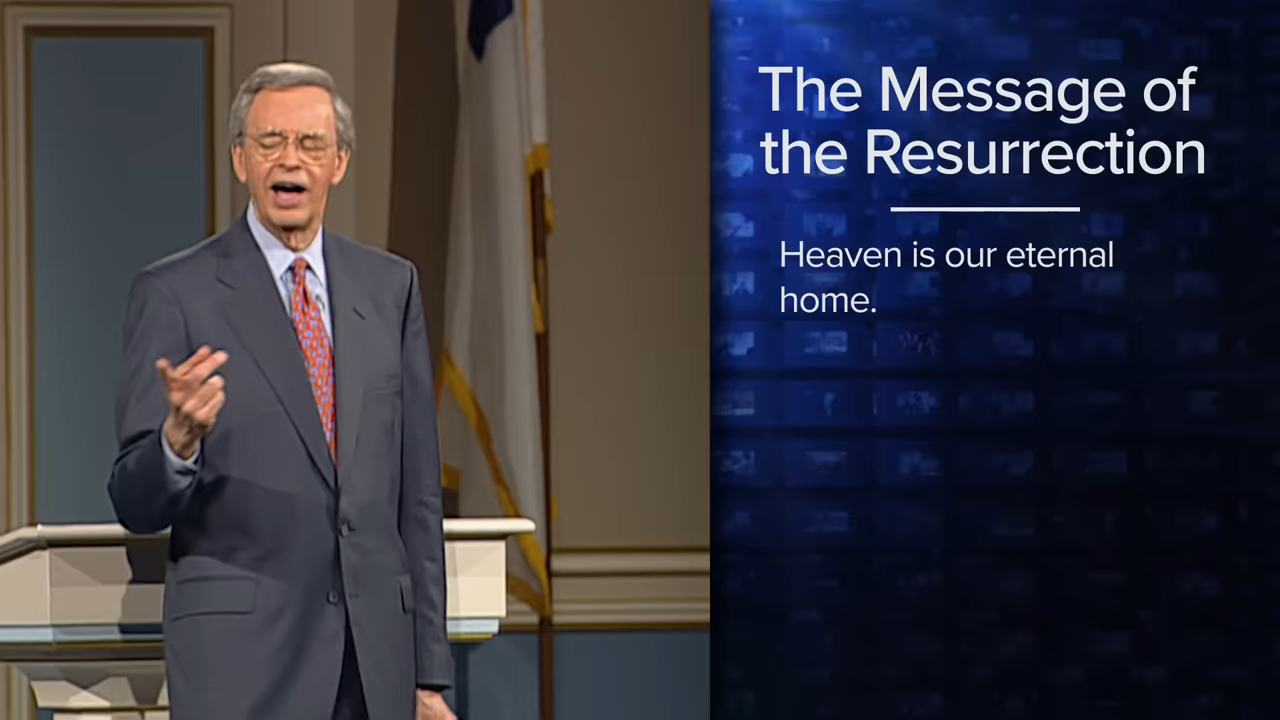 The Message of
the Resurrection
Heaven is our eternal
home.